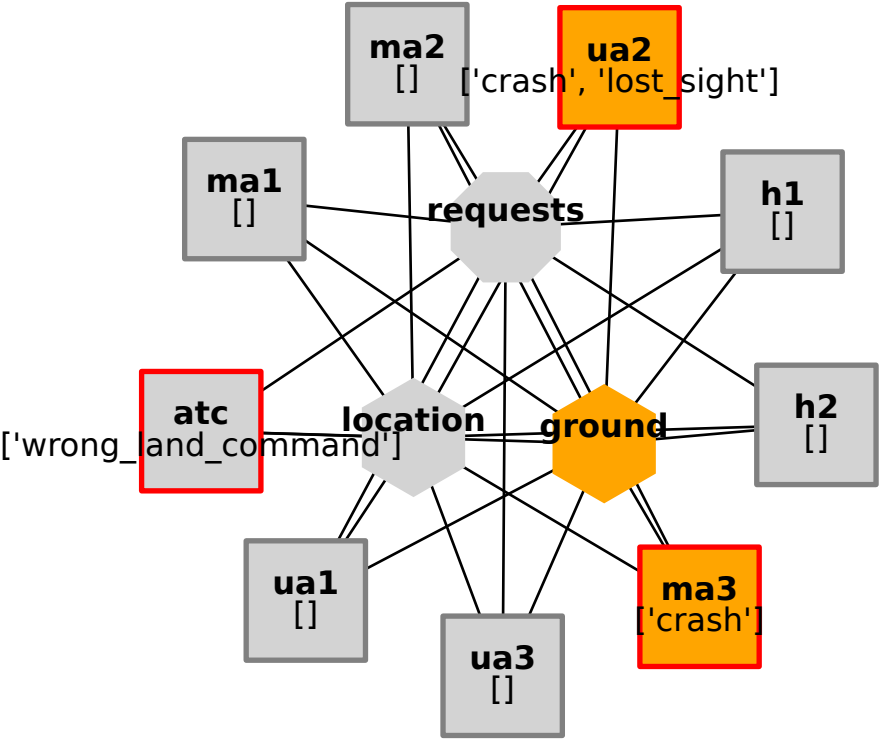 ma2
[]
ua2
['crash', 'lost_sight']
ma1
[]
requests
h1
[]
atc
['wrong_land_command']
location
ground
h2
[]
ua1
[]
ua3
[]
ma3
['crash']